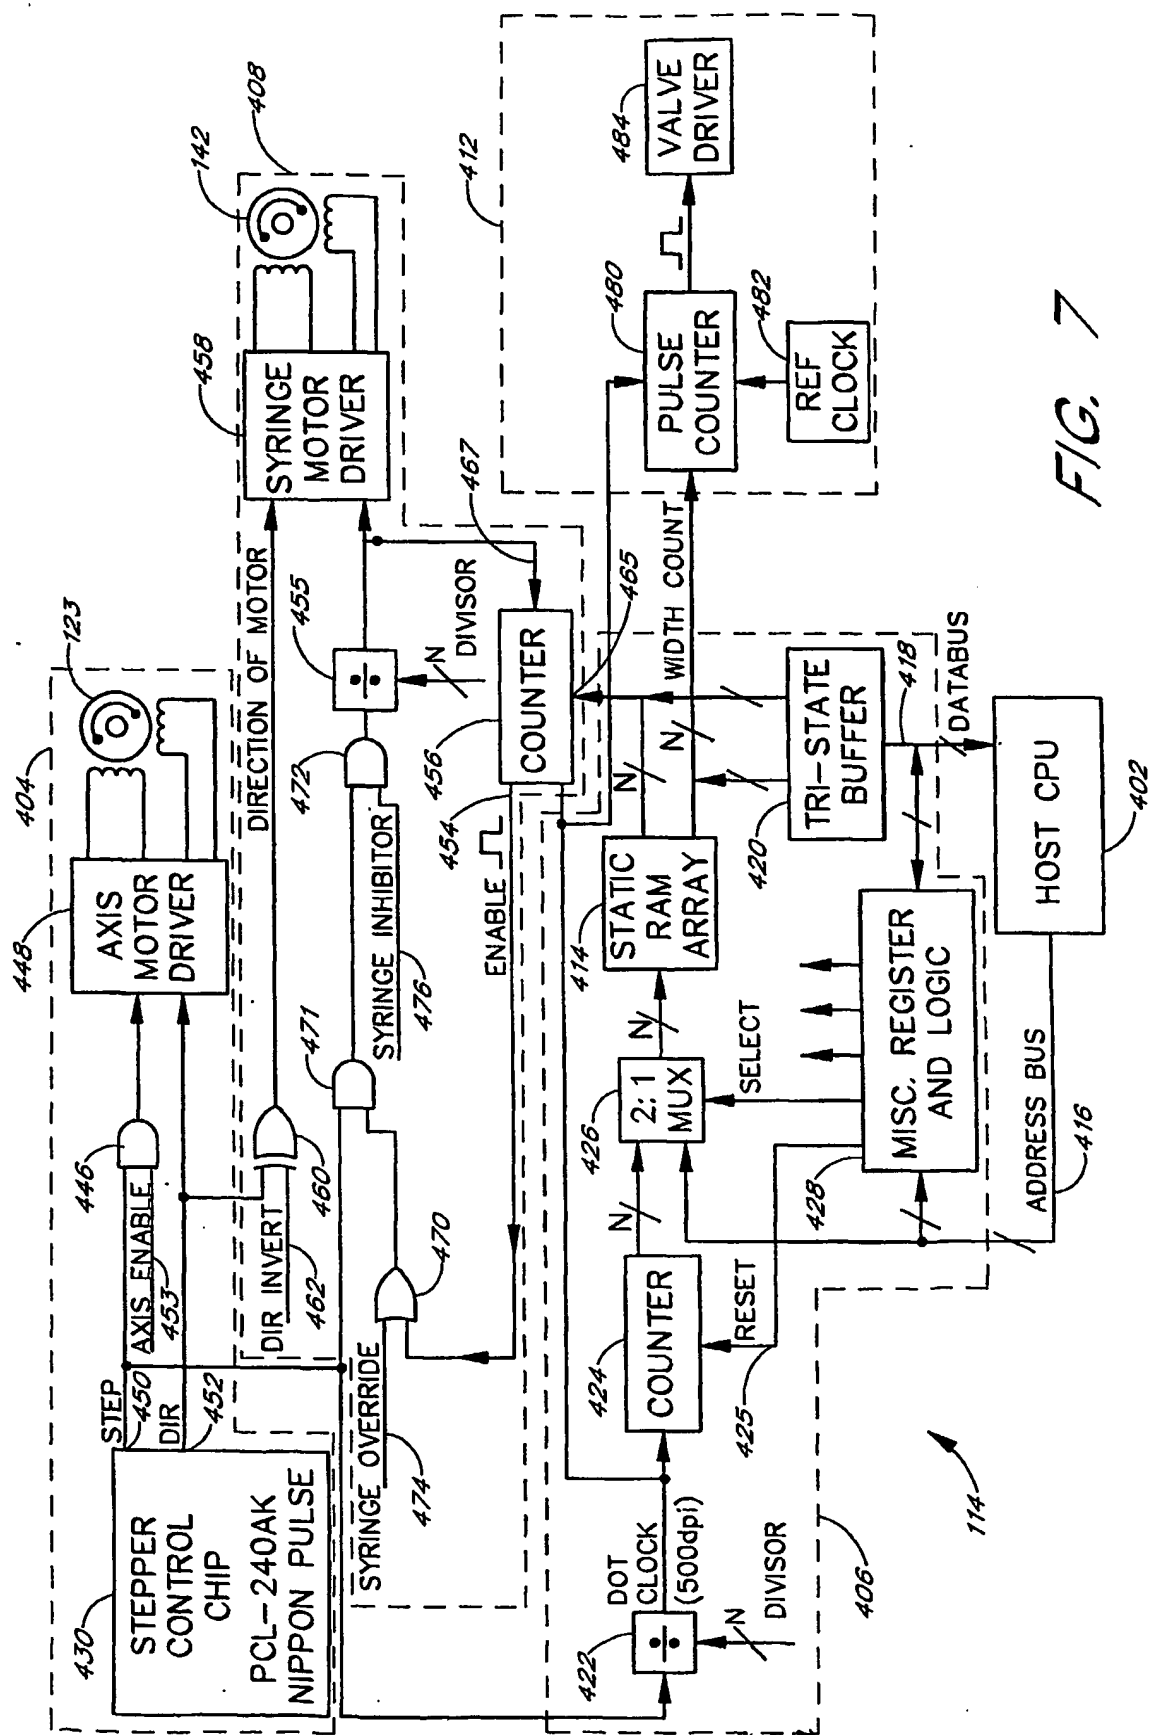 404
123
448
AXIS
MOTOR
DRIVER
446
AXIS ENABLE
453
STEP
450
DIR
452
430
STEPPER
CONTROL
CHIP
PCL-240AK
NIPPON PULSE
408
142
458
SYRINGE
MOTOR
DRIVER
DIRECTION OF MOTOR
460
DIR INVERT
462
455
N
DIVISOR
472
471
SYRINGE INHIBITOR
476
470
SYRINGE OVERRIDE
474
467
456
COUNTER
454
ENABLE
465
412
484
VALVE
DRIVER
480
PULSE
COUNTER
482
REF
CLOCK
WIDTH COUNT
N
N
414
STATIC
RAM
ARRAY
N
426
2:1
MUX
SELECT
N
424
COUNTER
RESET
425
DOT
CLOCK
(500dpi)
422
N
DIVISOR
406
420
TRI-STATE
BUFFER
418
DATABUS
428
MISC. REGISTER
AND LOGIC
HOST CPU
402
ADDRESS BUS
416
114
FIG. 7